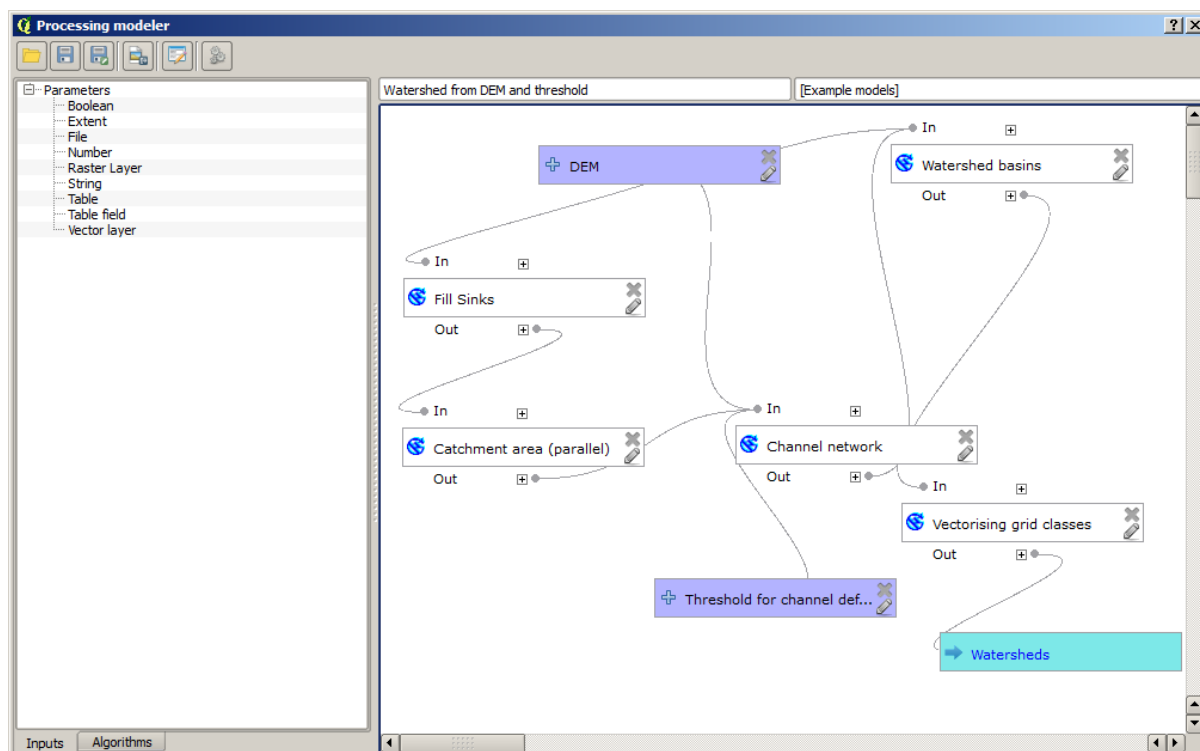 Processing modeler
Parameters
Boolean
Extent
File
Number
Raster Layer
String
Table
Table field
Vector layer
Inputs
Algorithms
Watershed from DEM and threshold
[Example models]
DEM
In
Watershed basins
Out
In
Fill Sinks
Out
In
Catchment area (parallel)
Out
In
Channel network
Out
In
Vectorising grid classes
Out
Threshold for channel def...
Watersheds